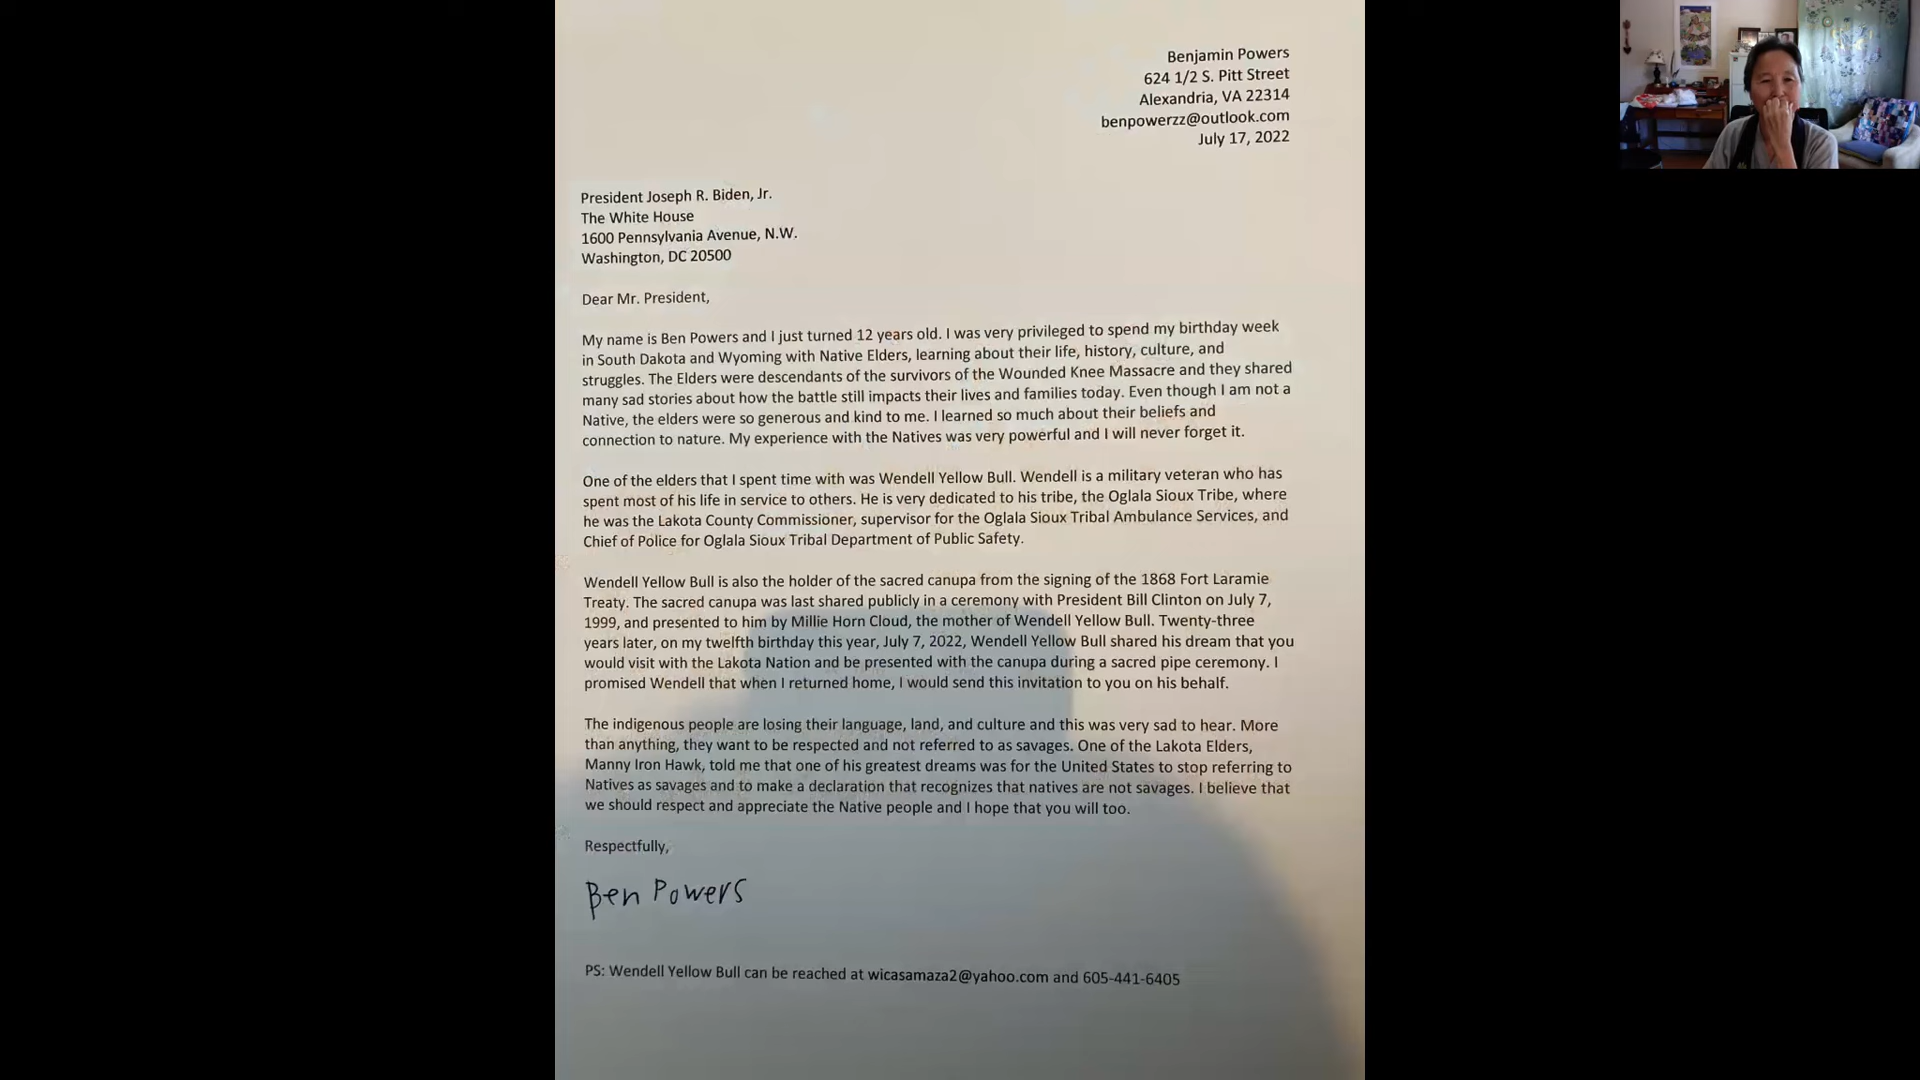 Benjamin Powers
624 1/2 S. Pitt Street
Alexandria, VA 22314
benpowerzz@outlook.com
July 17, 2022
President Joseph R. Biden, Jr.
The White House
1600 Pennsylvania Avenue, N.W.
Washington, DC 20500
Dear Mr. President,
My name is Ben Powers and I just turned 12 years old. I was very privileged to spend my birthday week
in South Dakota and Wyoming with Native Elders, learning about their life, history, culture, and
struggles. The Elders were descendants of the survivors of the Wounded Knee Massacre and they shared
many sad stories about how the battle still impacts their lives and families today. Even though I am not a
Native, the elders were so generous and kind to me. I learned so much about their beliefs and
connection to nature. My experience with the Natives was very powerful and I will never forget it.
One of the elders that I spent time with was Wendell Yellow Bull. Wendell is a military veteran who has
spent most of his life in service to others. He is very dedicated to his tribe, the Oglala Sioux Tribe, where
he was the Lakota County Commissioner, supervisor for the Oglala Sioux Tribal Ambulance Services, and
Chief of Police for Oglala Sioux Tribal Department of Public Safety.
Wendell Yellow Bull is also the holder of the sacred canupa from the signing of the 1868 Fort Laramie
Treaty. The sacred canupa was last shared publicly in a ceremony with President Bill Clinton on July 7,
1999, and presented to him by Millie Horn Cloud, the mother of Wendell Yellow Bull. Twenty-three
years later, on my twelfth birthday this year, July 7, 2022, Wendell Yellow Bull shared his dream that you
would visit with the Lakota Nation and be presented with the canupa during a sacred pipe ceremony. I
promised Wendell that when I returned home, I would send this invitation to you on his behalf.
The indigenous people are losing their language, land, and culture and this was very sad to hear. More
than anything, they want to be respected and not referred to as savages. One of the Lakota Elders,
Manny Iron Hawk, told me that one of his greatest dreams was for the United States to stop referring to
Natives as savages and to make a declaration that recognizes that natives are not savages. I believe that
we should respect and appreciate the Native people and I hope that you will too.
Respectfully,
Ben Powers
PS: Wendell Yellow Bull can be reached at wicasamaza2@yahoo.com and 605-441-6405